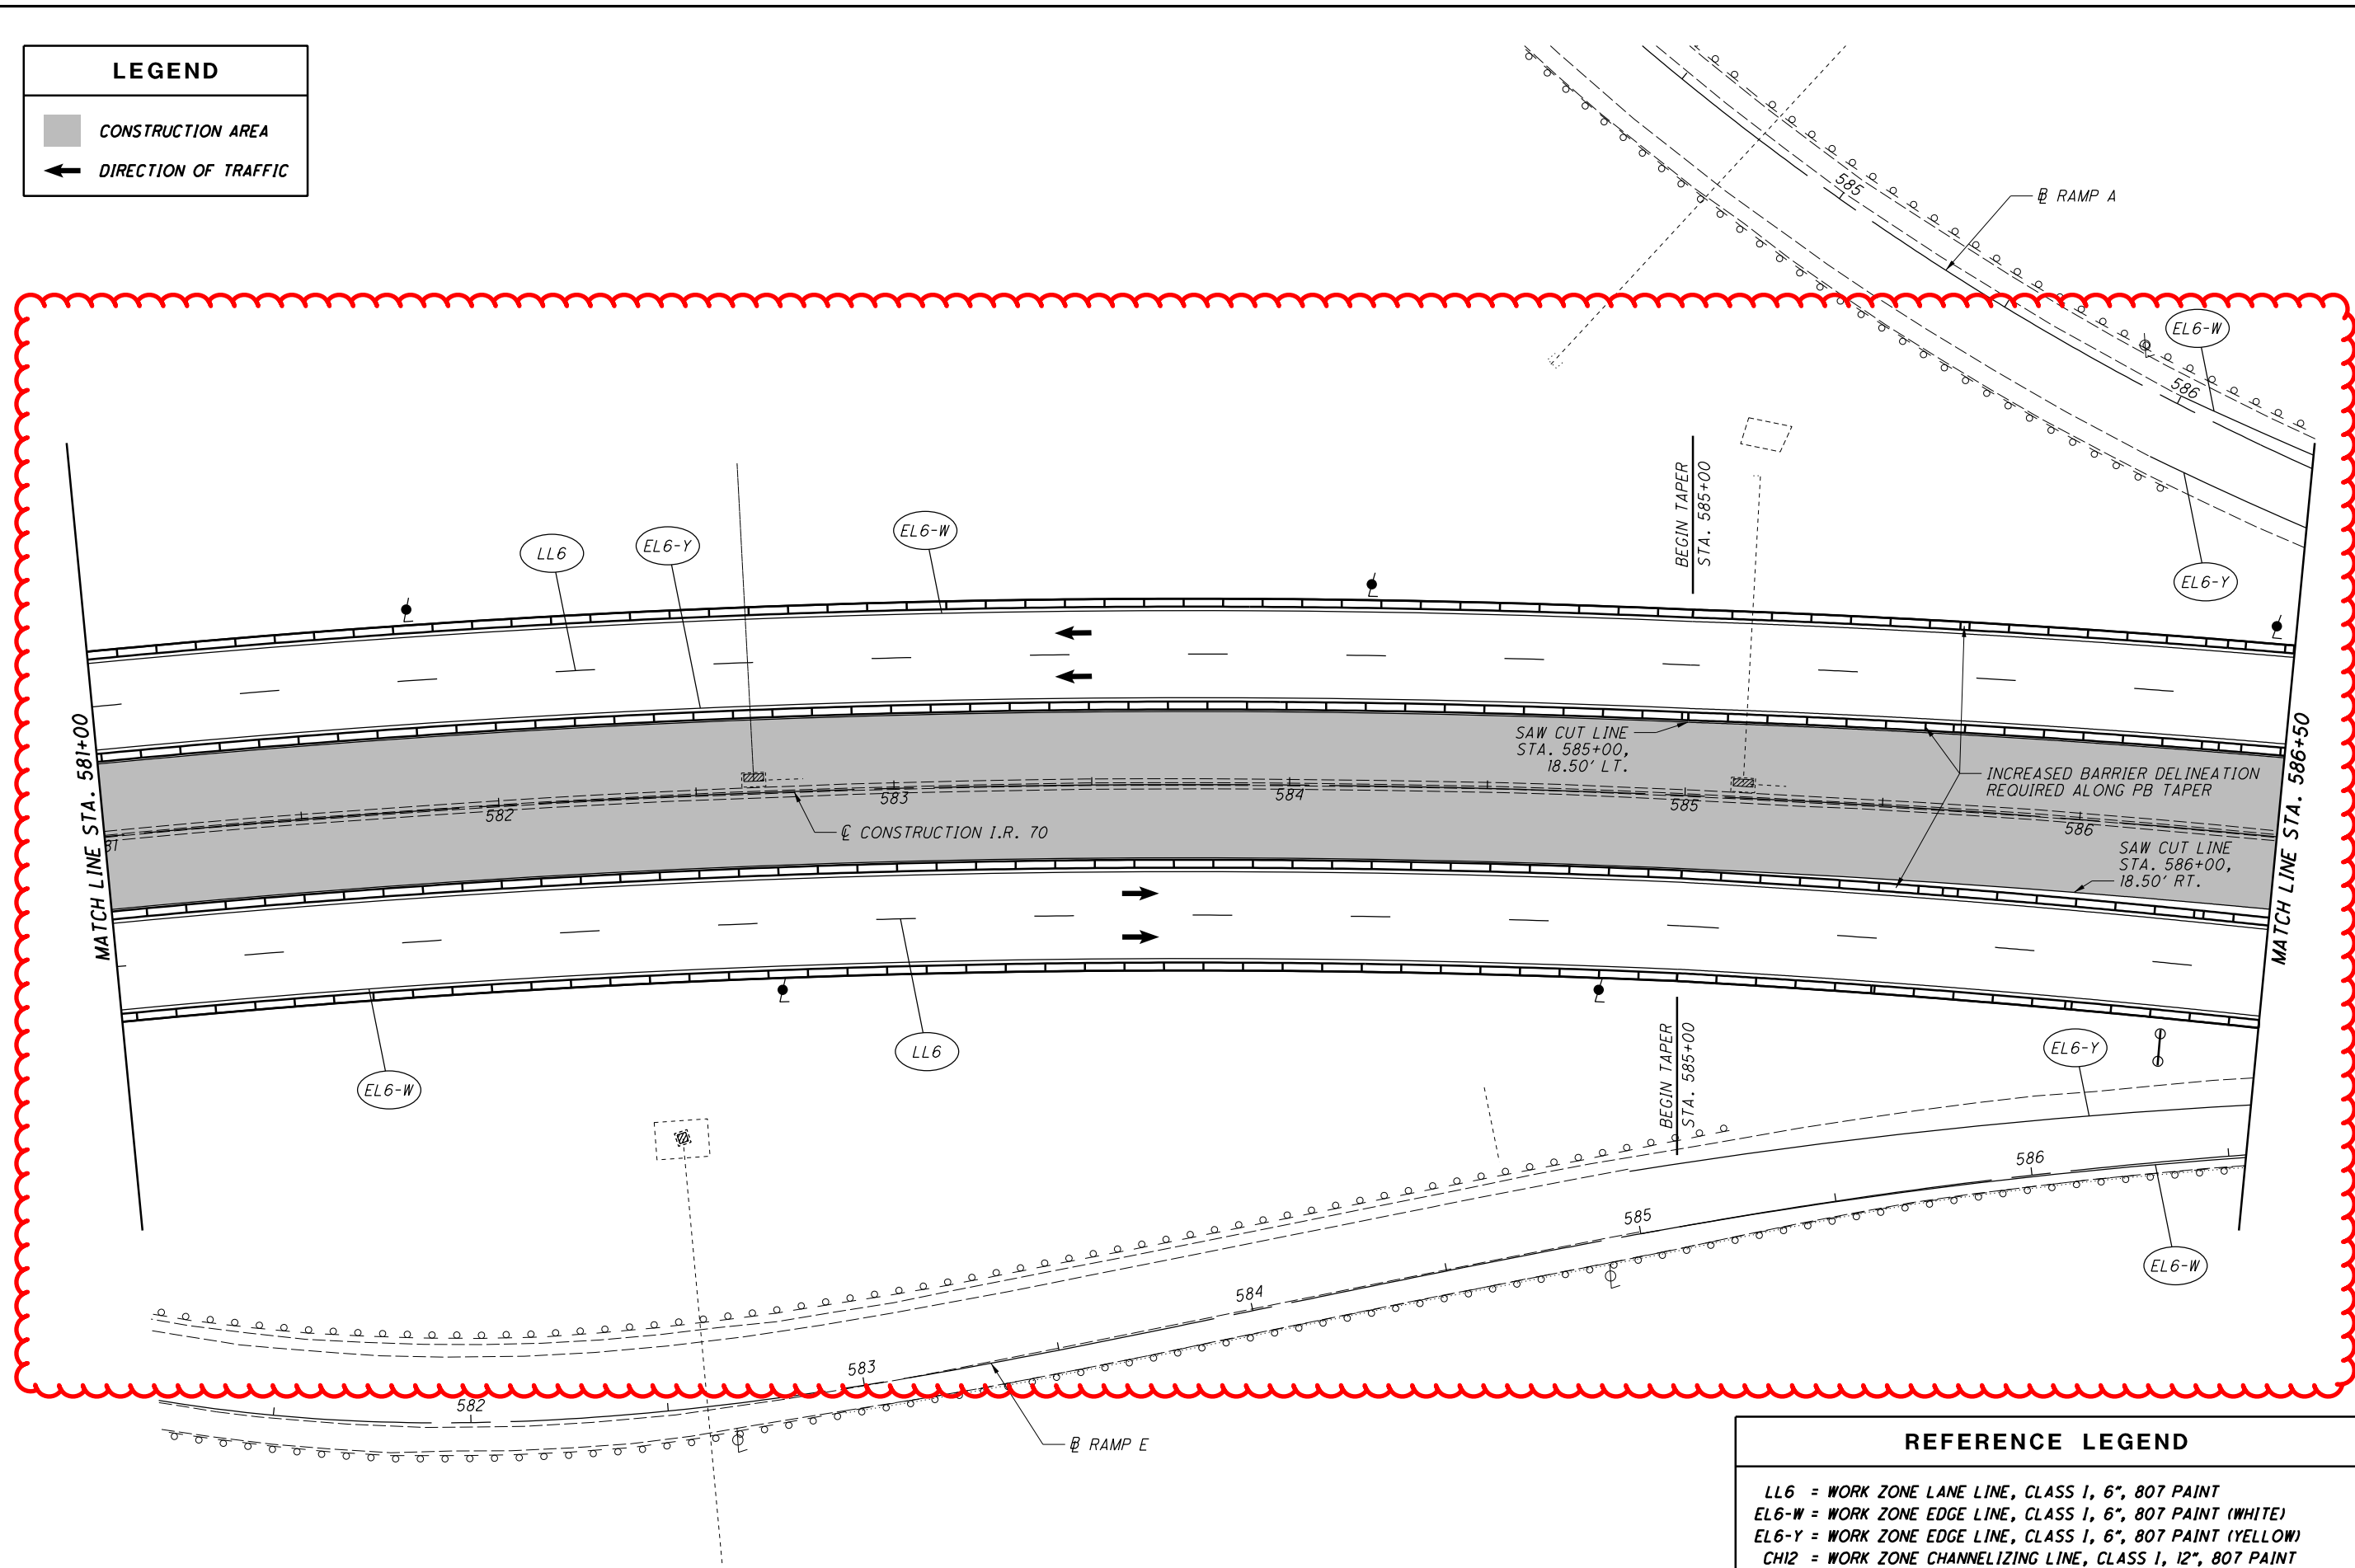 LEGEND
CONSTRUCTION AREA
DIRECTION OF TRAFFIC
585
℄ RAMP A
EL6-W
586
EL6-Y
BEGIN TAPER
STA. 585+00
LL6
EL6-Y
EL6-W
MATCH LINE STA. 581+00
MATCH LINE STA. 586+50
SAW CUT LINE
STA. 585+00,
18.50' LT.
INCREASED BARRIER DELINEATION
REQUIRED ALONG PB TAPER
582
583
584
585
586
℄ CONSTRUCTION I.R. 70
SAW CUT LINE
STA. 586+00,
18.50' RT.
LL6
EL6-W
BEGIN TAPER
STA. 585+00
EL6-Y
586
585
584
583
582
EL6-W
℄ RAMP E
REFERENCE LEGEND
LL6 = WORK ZONE LANE LINE, CLASS I, 6", 807 PAINT
EL6-W = WORK ZONE EDGE LINE, CLASS I, 6", 807 PAINT (WHITE)
EL6-Y = WORK ZONE EDGE LINE, CLASS I, 6", 807 PAINT (YELLOW)
CH12 = WORK ZONE CHANNELIZING LINE, CLASS I, 12", 807 PAINT